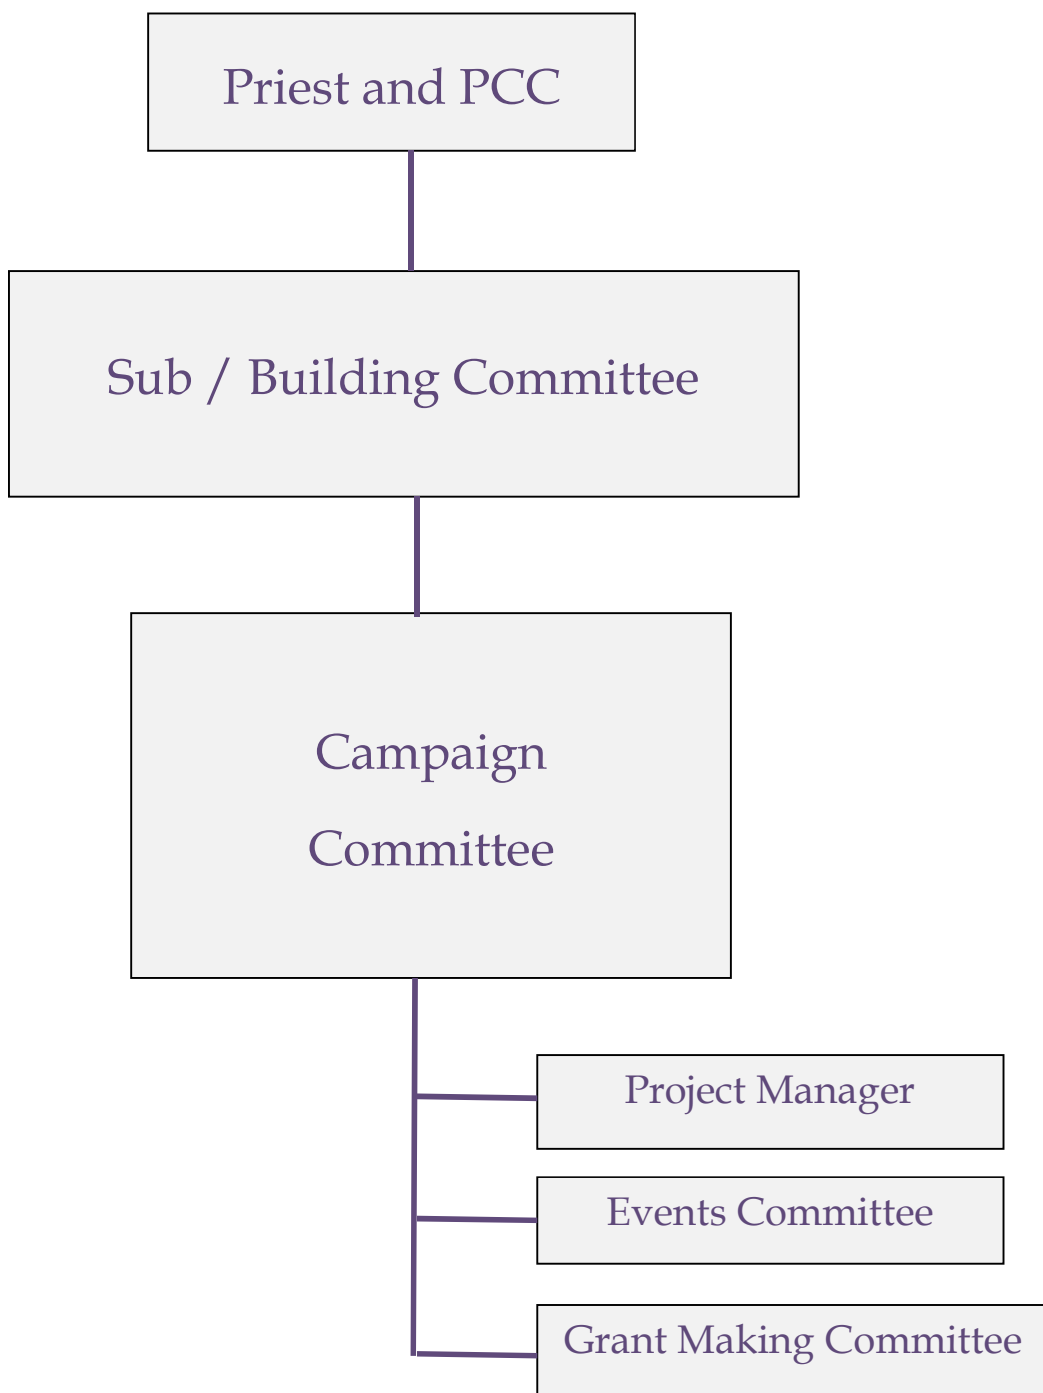 Priest and PCC
Sub / Building Committee
Campaign
Committee
Project Manager
Events Committee
Grant Making Committee